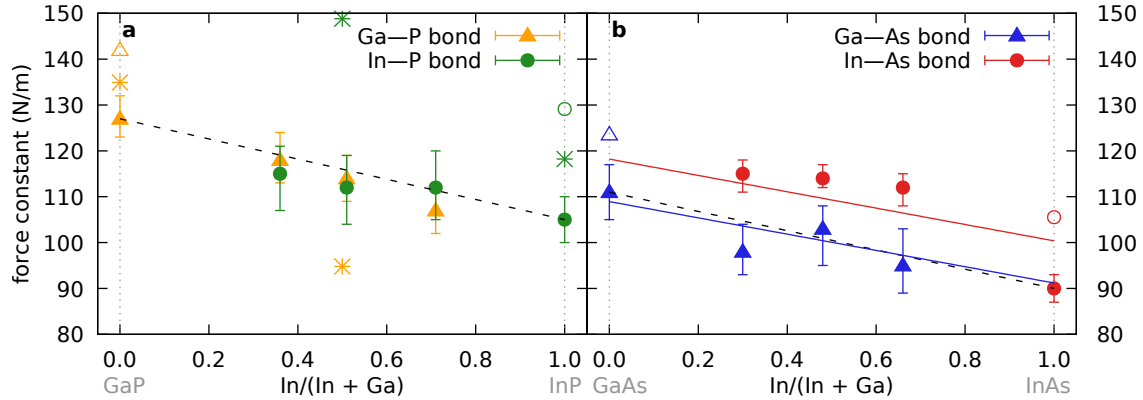 150
140
130
120
110
100
90
80
force constant (N/m)
a
Ga—P bond
In—P bond
0.0 0.2 0.4 0.6 0.8 1.0
GaP In/(In + Ga) InP
b
Ga—As bond
In—As bond
0.0 0.2 0.4 0.6 0.8 1.0
GaAs In/(In + Ga) InAs
150
140
130
120
110
100
90
80